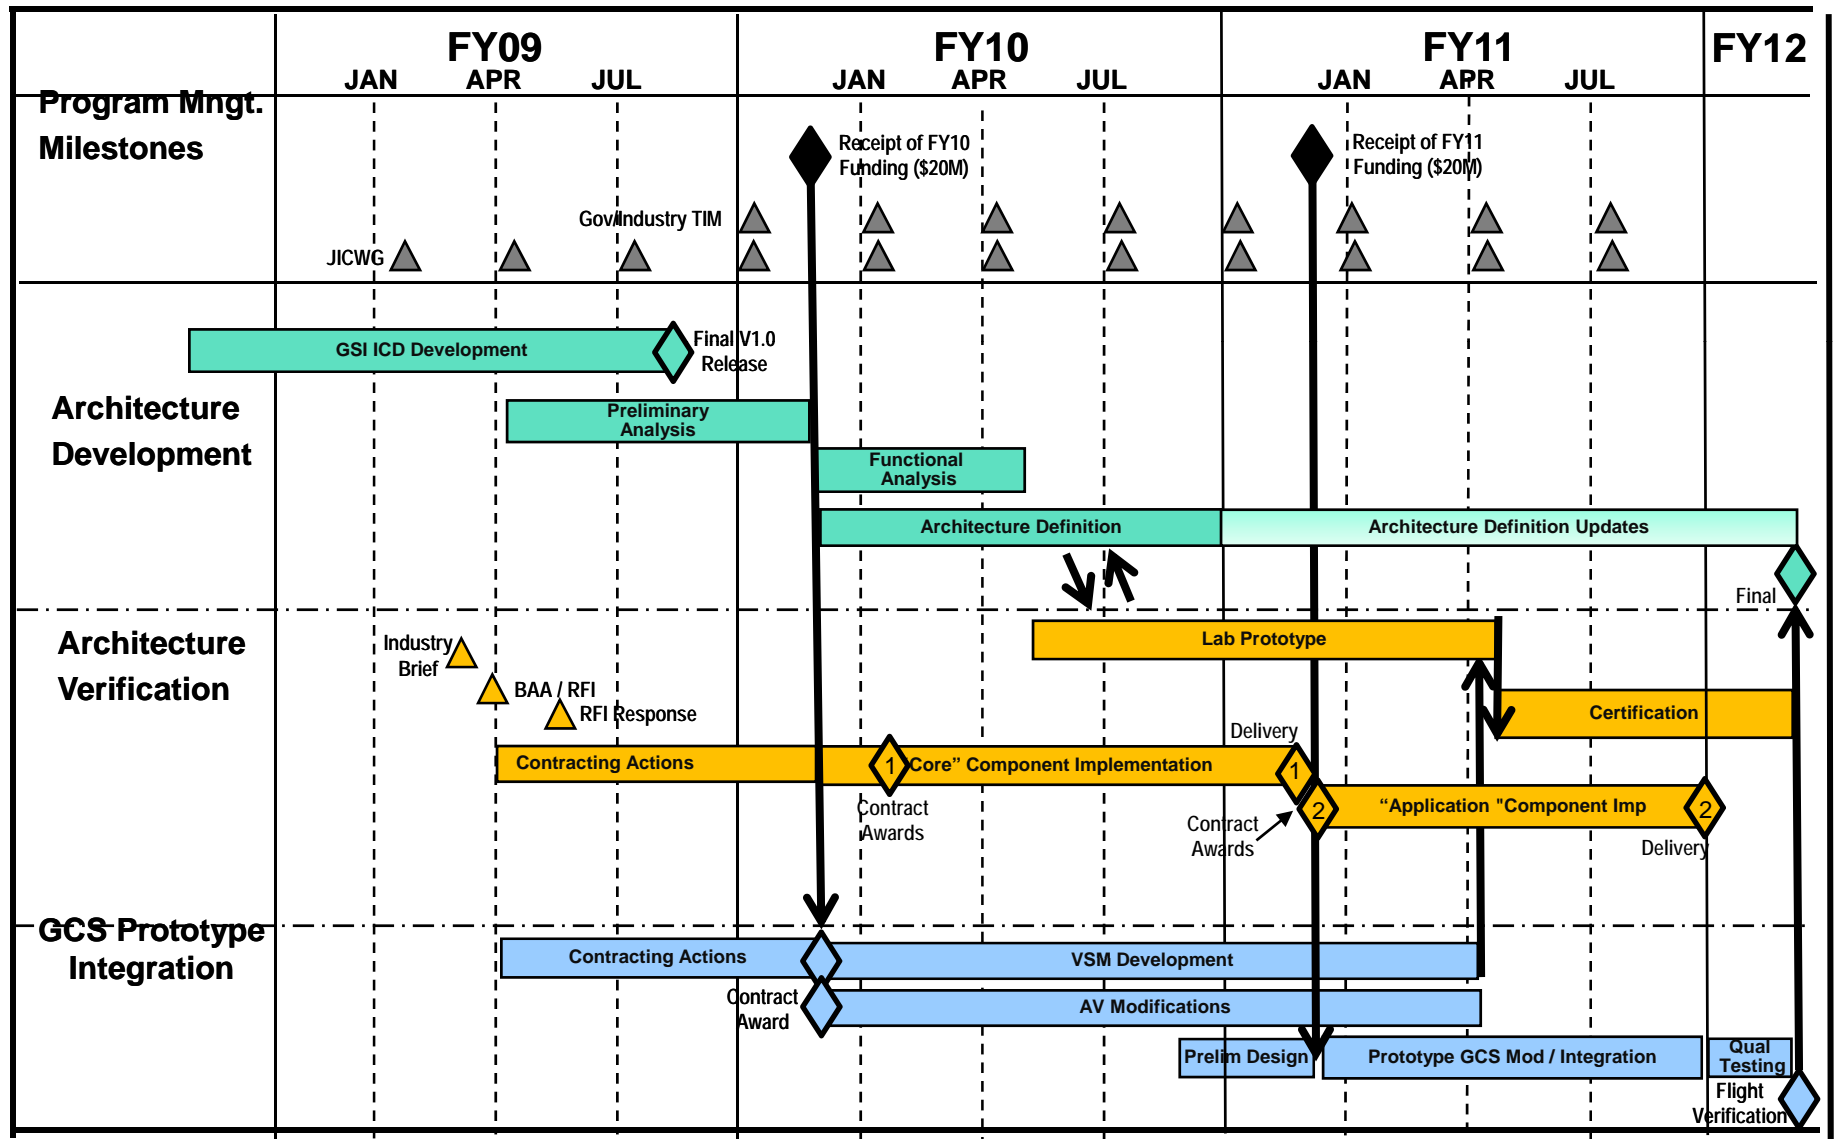 FY09
FY10
FY11
FY12
JAN
APR
JUL
JAN
APR
JUL
JAN
APR
JUL
Program Mngt.
Milestones
Receipt of FY10
Funding ($20M)
Receipt of FY11
Funding ($20M)
Gov/Industry TIM
JICWG
GSI ICD Development
Final V1.0
Release
Architecture
Development
Preliminary
Analysis
Functional
Analysis
Architecture Definition
Architecture Definition Updates
Final
Architecture
Verification
Industry
Brief
Lab Prototype
BAA / RFI
RFI Response
Certification
Delivery
Contracting Actions
1
Core” Component Implementation
1
Contract
Awards
Contract
Awards
2
“Application "Component Imp
2
Delivery
GCS Prototype
Integration
Contracting Actions
VSM Development
Contract
Award
AV Modifications
Prelim Design
Prototype GCS Mod / Integration
Qual
Testing
Flight
Verification